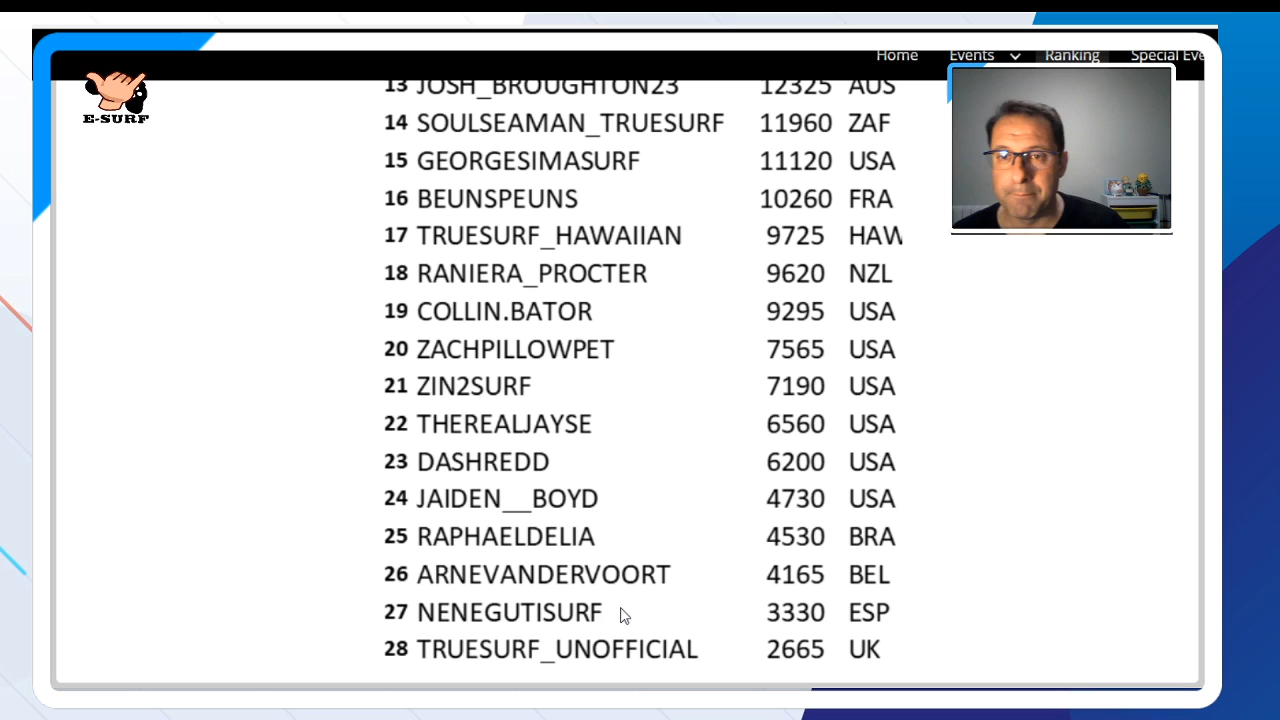 Home Events Ranking Special Eve
E-SURF
13 JOSH_BROUGHTON23 12325 AUS
14 SOULSEAMAN_TRUESURF 11960 ZAF
15 GEORGESIMASURF 11120 USA
16 BEUNSPEUNS 10260 FRA
17 TRUESURF_HAWAIIAN 9725 HAW
18 RANIERA_PROCTER 9620 NZL
19 COLLIN.BATOR 9295 USA
20 ZACHPILLOWPET 7565 USA
21 ZIN2SURF 7190 USA
22 THEREALJAYSE 6560 USA
23 DASHREDD 6200 USA
24 JAIDEN__BOYD 4730 USA
25 RAPHAELDELIA 4530 BRA
26 ARNEVANDERVOORT 4165 BEL
27 NENEGUTISURF 3330 ESP
28 TRUESURF_UNOFFICIAL 2665 UK